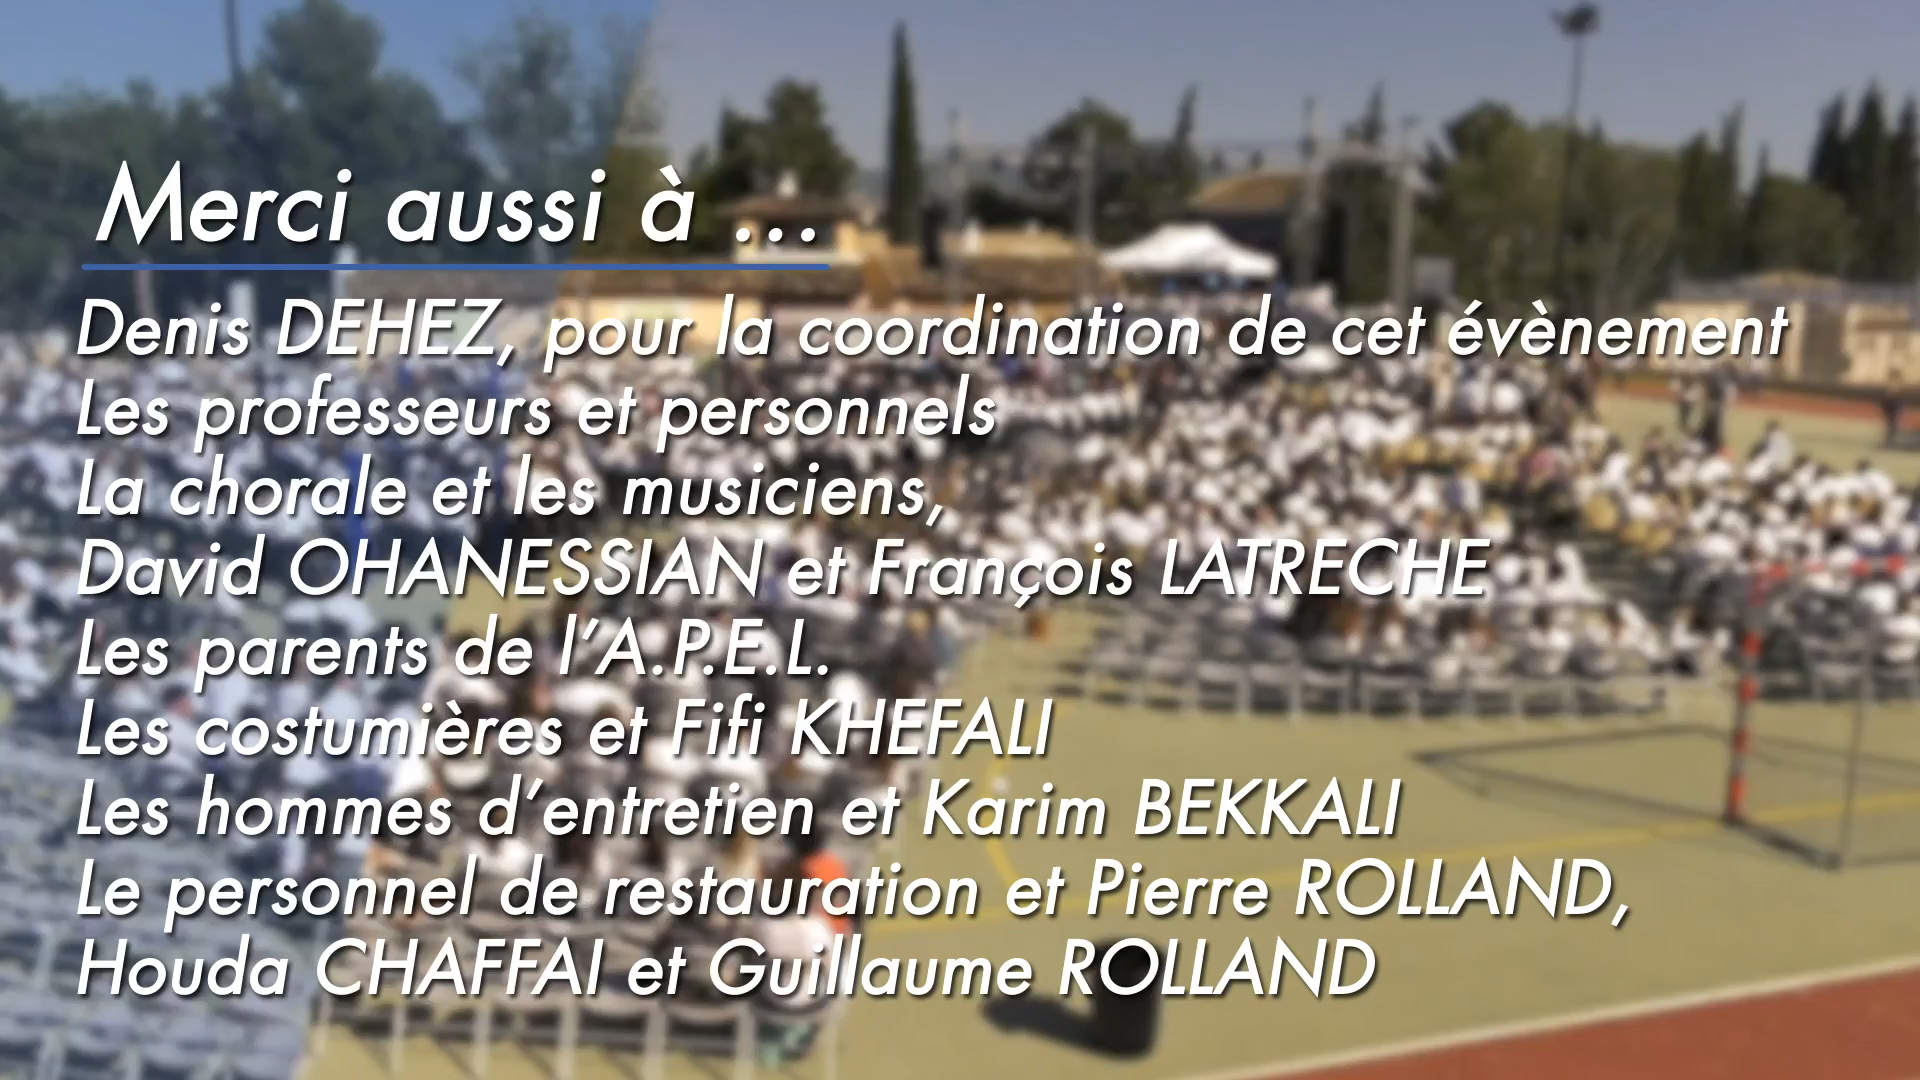 Merci aussi à ...
Denis DEHEZ, pour la coordination de cet évènement
Les professeurs et personnels
La chorale et les musiciens,
David OHANESSIAN et François LATRECHE
Les parents de l’A.P.E.L.
Les costumières et Fifi KHEFALI
Les hommes d’entretien et Karim BEKKALI
Le personnel de restauration et Pierre ROLLAND,
Houda CHAFFAI et Guillaume ROLLAND